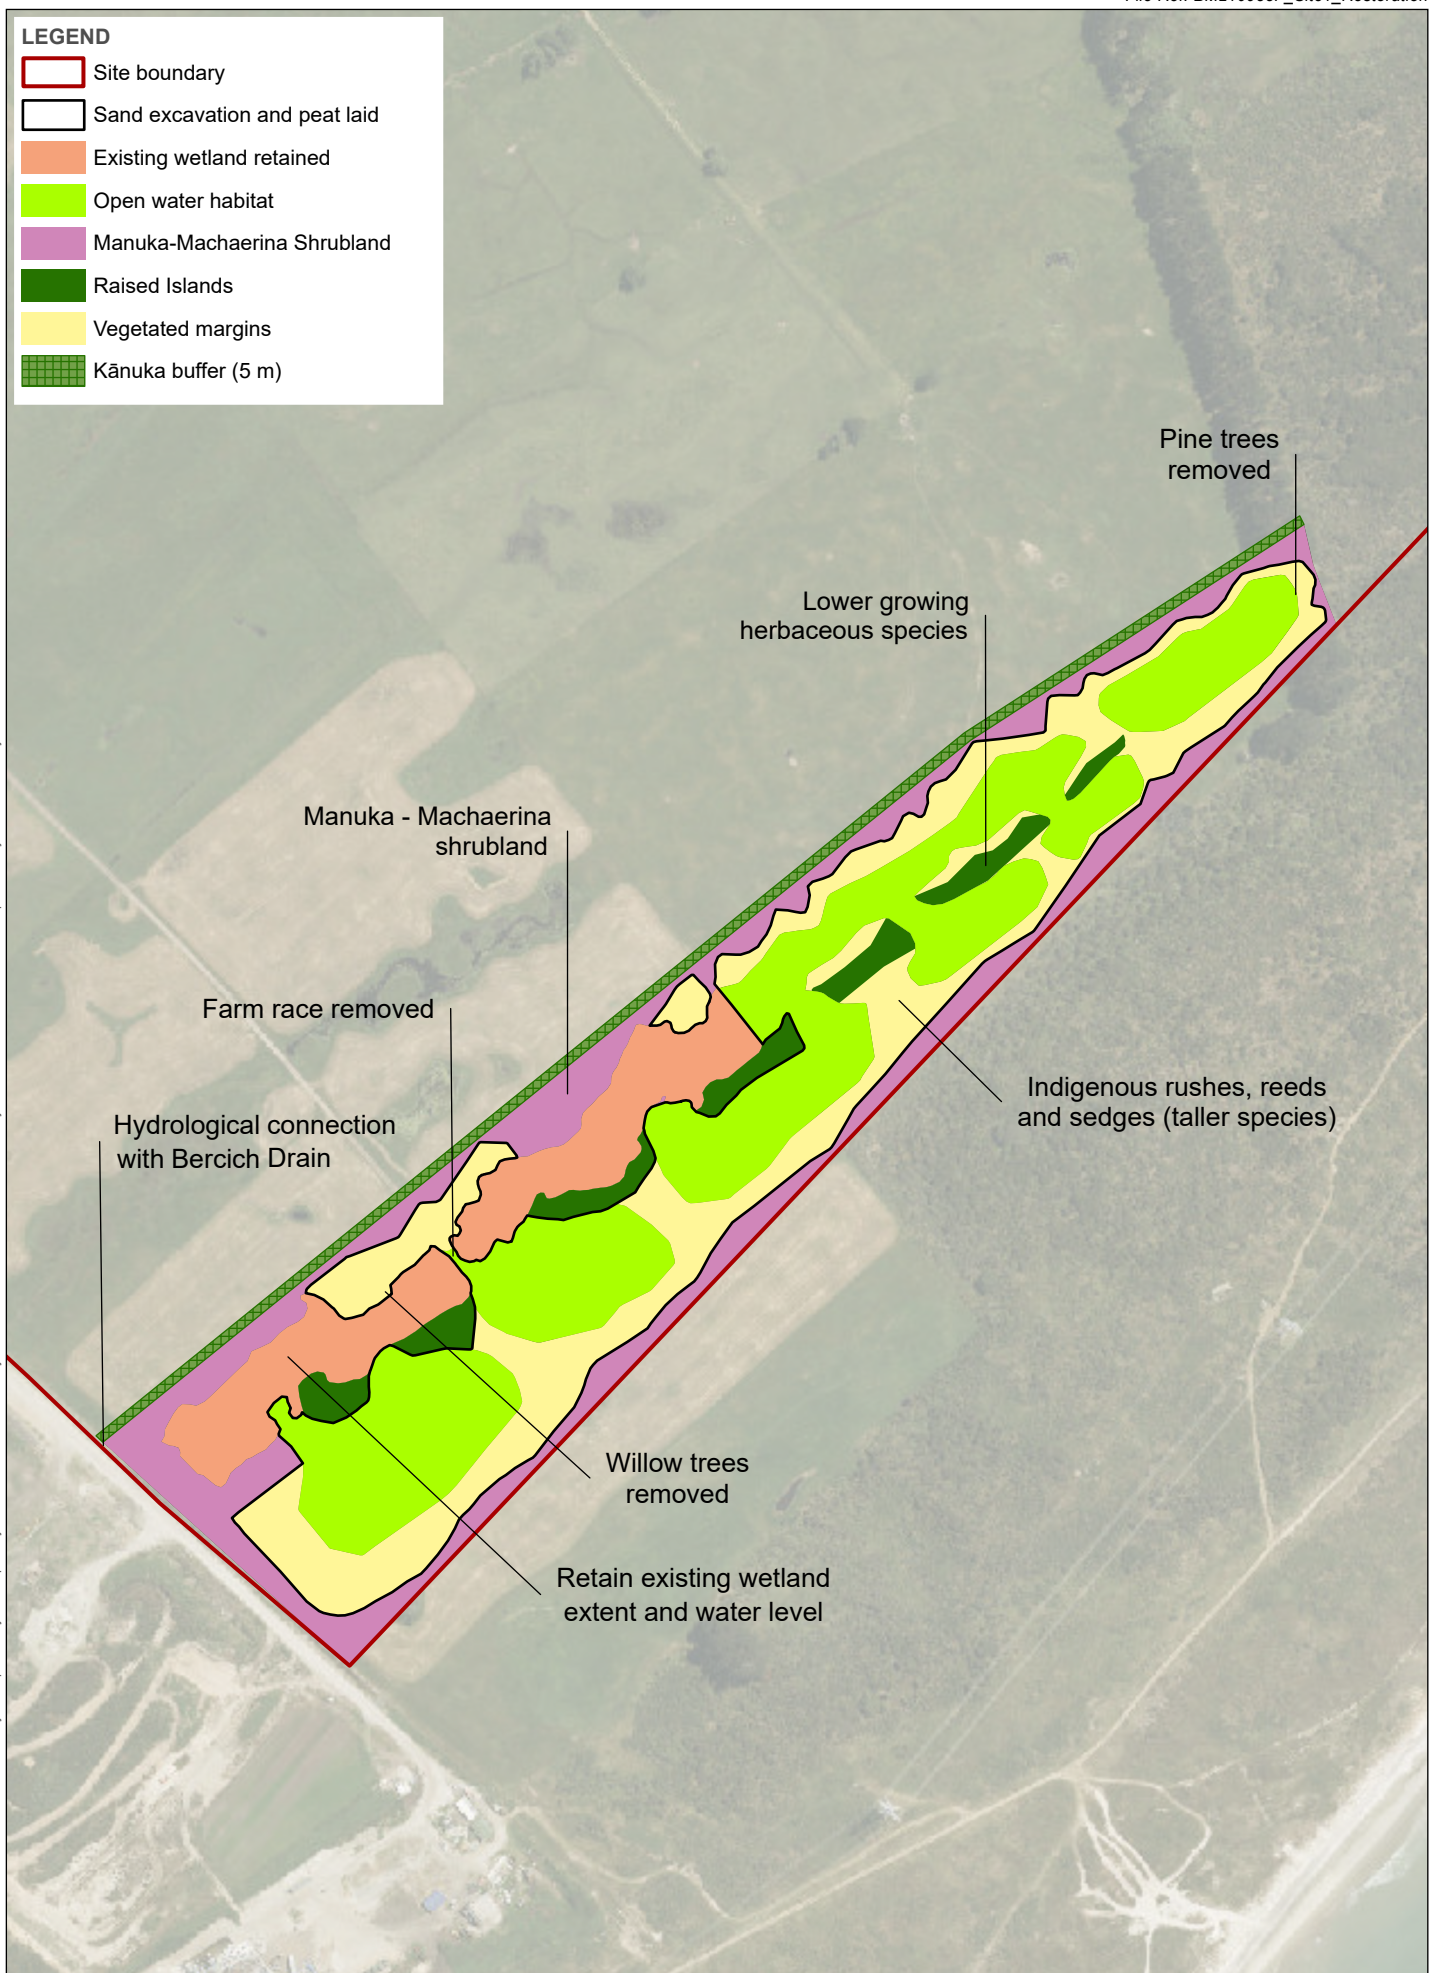 LEGEND
Site boundary
Sand excavation and peat laid
Existing wetland retained
Open water habitat
Manuka-Machaerina Shrubland
Raised Islands
Vegetated margins
Kānuka buffer (5 m)
Pine trees
removed
Lower growing
herbaceous species
Manuka - Machaerina
shrubland
Farm race removed
Indigenous rushes, reeds
and sedges (taller species)
Hydrological connection
with Bercich Drain
Willow trees
removed
Retain existing wetland
extent and water level